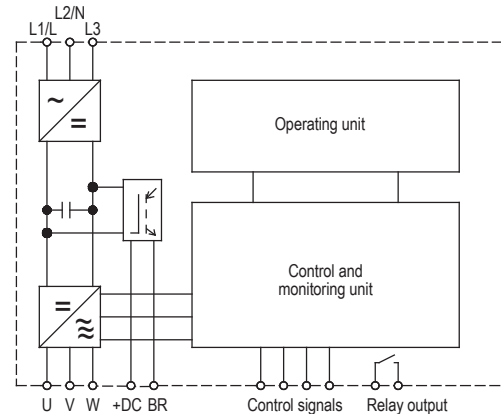 L2/N
L1/L L3
~
=
Operating unit
=
≈
Control and
monitoring unit
U V W +DC BR Control signals Relay output